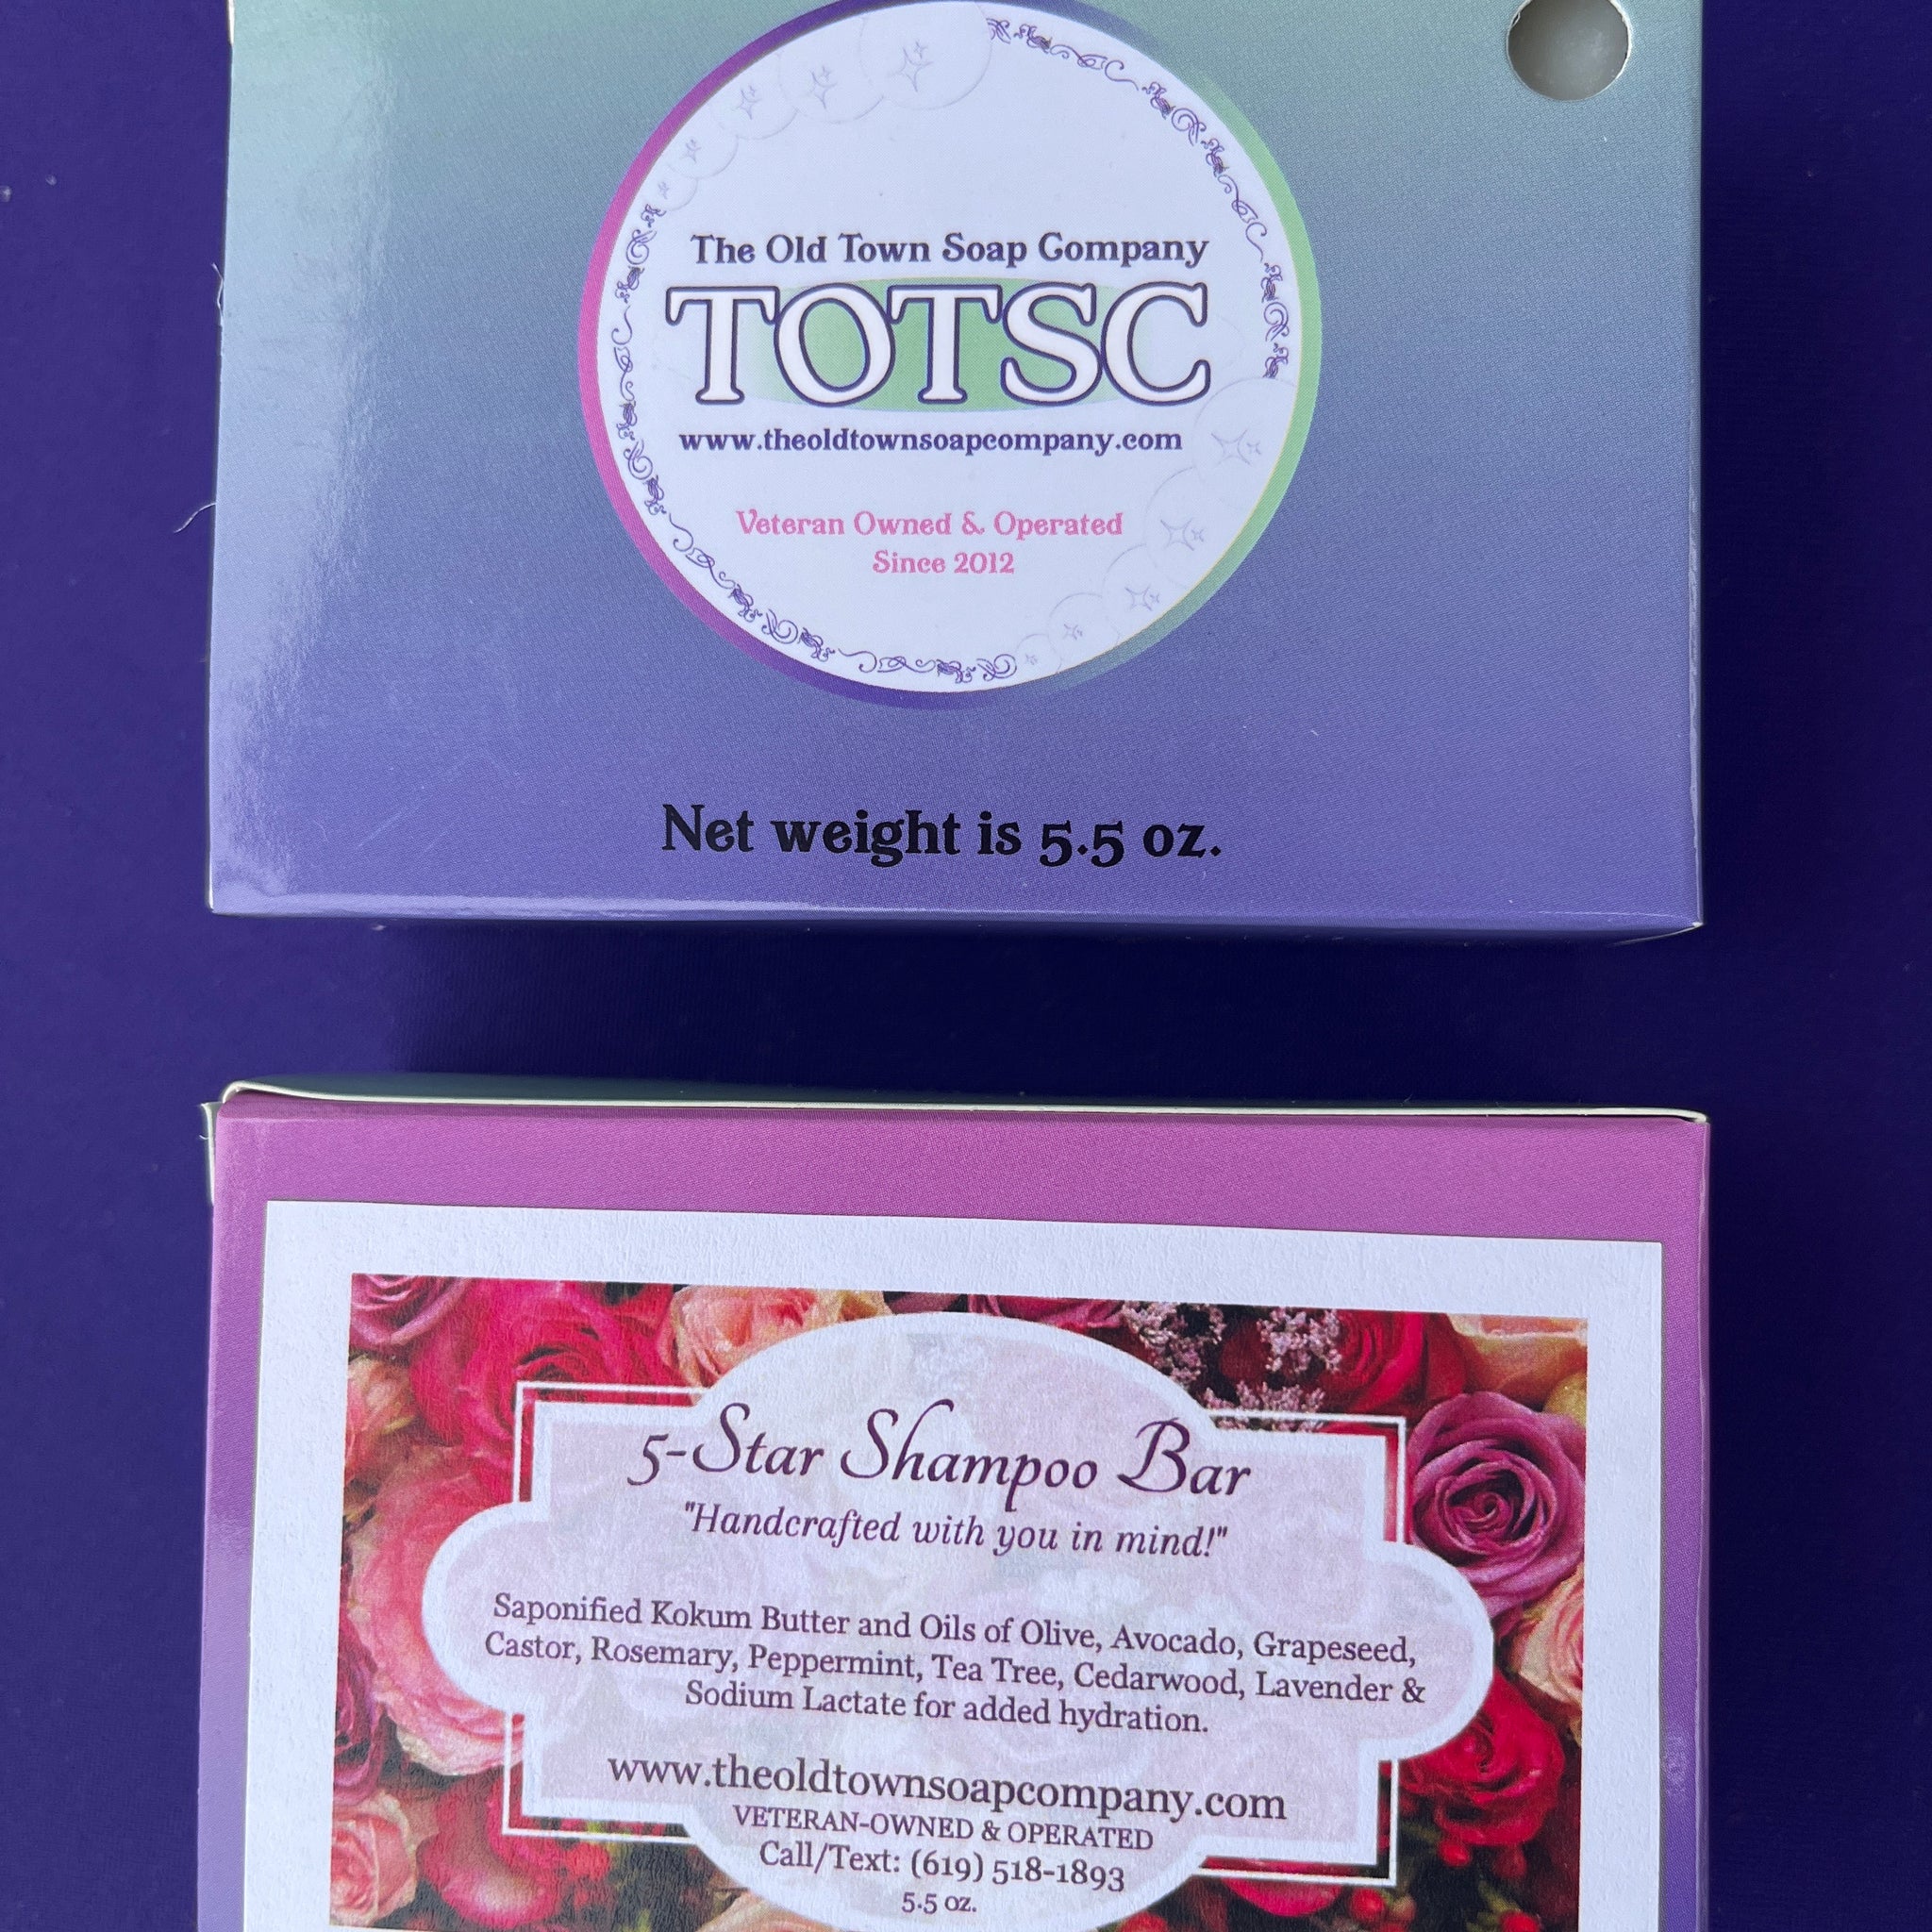 The Old Town Soap Company
TOTSC
www.theoldtownsoapcompany.com
Veteran Owned & Operated
Since 2012
Net weight is 5.5 oz.
5-Star Shampoo Bar
"Handcrafted with you in mind!"
Saponified Kokum Butter and Oils of Olive, Avocado, Grapeseed,
Castor, Rosemary, Peppermint, Tea Tree, Cedarwood, Lavender &
Sodium Lactate for added hydration.
www.theoldtownsoapcompany.com
VETERAN-OWNED & OPERATED
Call/Text: (619) 518-1893
5.5 oz.